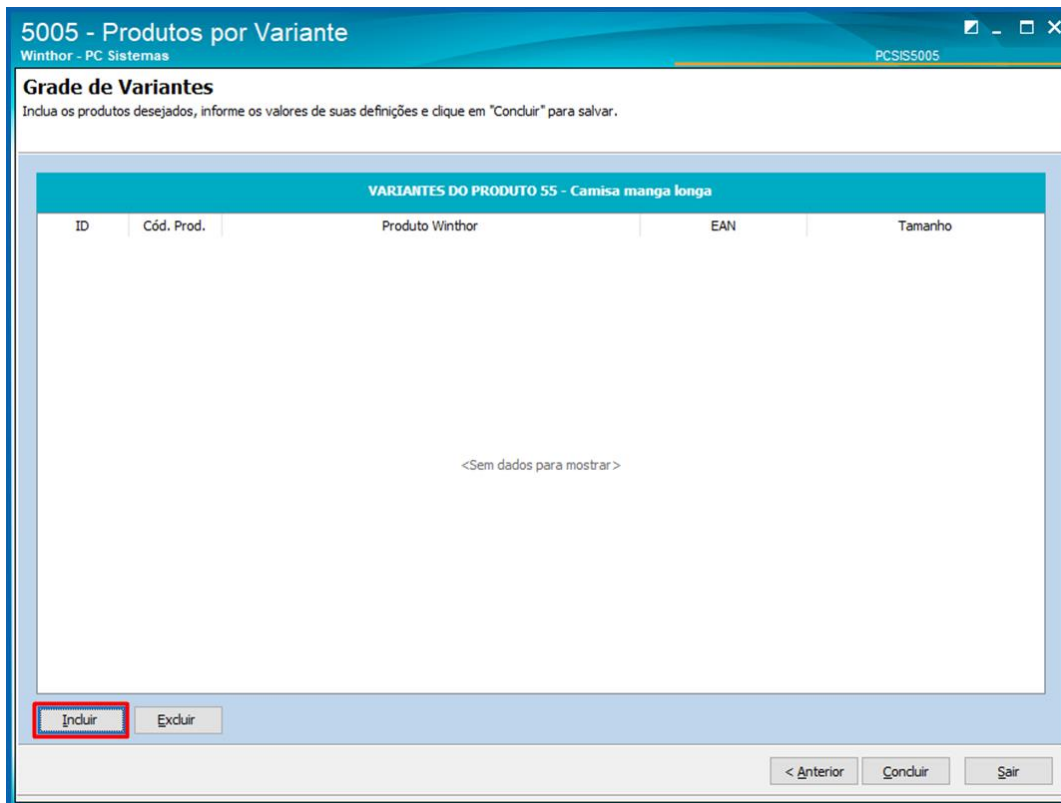 5005 - Produtos por Variante
Winthor - PC Sistemas
PCSIS5005
Grade de Variantes
Inclua os produtos desejados, informe os valores de suas definições e clique em "Concluir" para salvar.
VARIANTES DO PRODUTO 55 - Camisa manga longa
ID Cód. Prod. Produto Winthor EAN Tamanho
<Sem dados para mostrar>
Incluir Excluir
< Anterior Concluir Sair